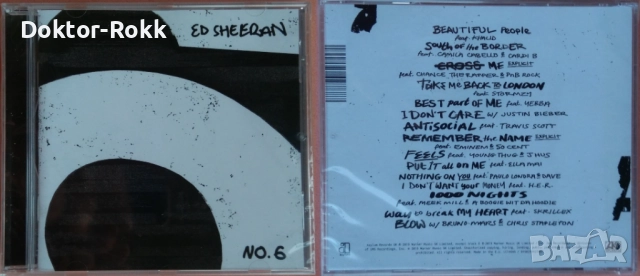 Doktor-Rokk
ED SHEERAN
NO.6
BEAUTIFUL PEOPLE
feat. KHALID
SOUTH OF THE BORDER
feat. CAMILA CABELLO & CARDI B
CROSS ME EXPLICIT
feat. CHANCE THE RAPPER & PNB ROCK
TAKE ME BACK TO LONDON
feat. STORMZY
BEST PART OF ME feat. YEBBA
I DON'T CARE W/ JUSTIN BIEBER
ANTISOCIAL feat. TRAVIS SCOTT
REMEMBER THE NAME EXPLICIT
feat. EMINEM & 50 CENT
FEELS feat. YOUNG THUG & J HUS
PUT IT ALL ON ME feat. ELLA MAI
NOTHING ON YOU feat. PAULO LONDRA & DAVE
I DON'T WANT YOUR MONEY feat. H.E.R.
1000 NIGHTS
feat. MEEK MILL & A BOOGIE WIT DA HOODIE
WAY TO BREAK MY HEART feat. SKRILLEX
BLOW W/ BRUNO MARS & CHRIS STAPLETON
BAZAR